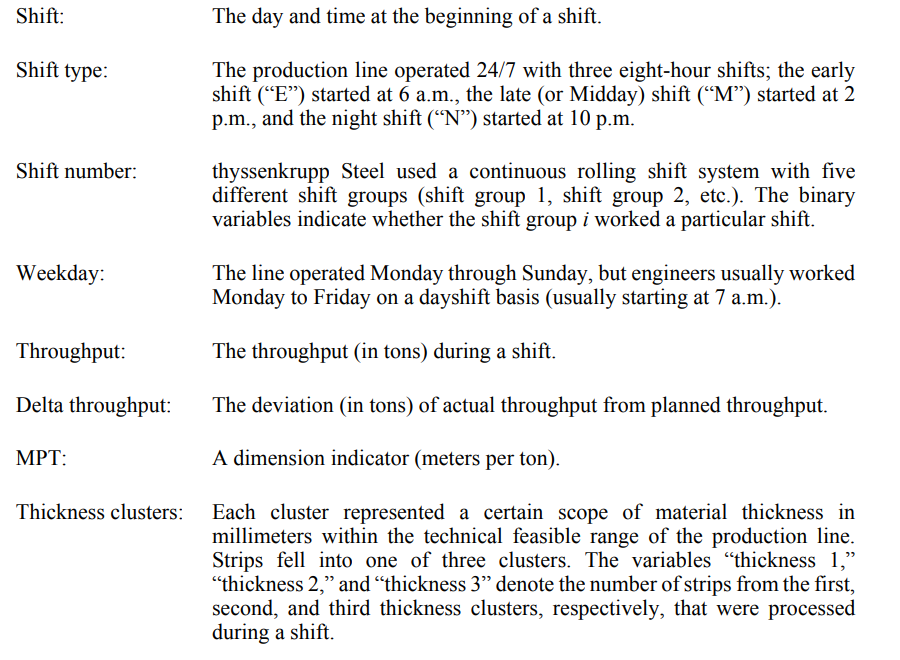 Shift: The day and time at the beginning of a shift.
Shift type: The production line operated 24/7 with three eight-hour shifts; the early
shift (“E”) started at 6 a.m., the late (or Midday) shift (“M”) started at 2
p.m., and the night shift (“N”) started at 10 p.m.
Shift number: thyssenkrupp Steel used a continuous rolling shift system with five
different shift groups (shift group 1, shift group 2, etc.). The binary
variables indicate whether the shift group i worked a particular shift.
Weekday: The line operated Monday through Sunday, but engineers usually worked
Monday to Friday on a dayshift basis (usually starting at 7 a.m.).
Throughput: The throughput (in tons) during a shift.
Delta throughput: The deviation (in tons) of actual throughput from planned throughput.
MPT: A dimension indicator (meters per ton).
Thickness clusters: Each cluster represented a certain scope of material thickness in
millimeters within the technical feasible range of the production line.
Strips fell into one of three clusters. The variables “thickness 1,”
“thickness 2,” and “thickness 3” denote the number of strips from the first,
second, and third thickness clusters, respectively, that were processed
during a shift.